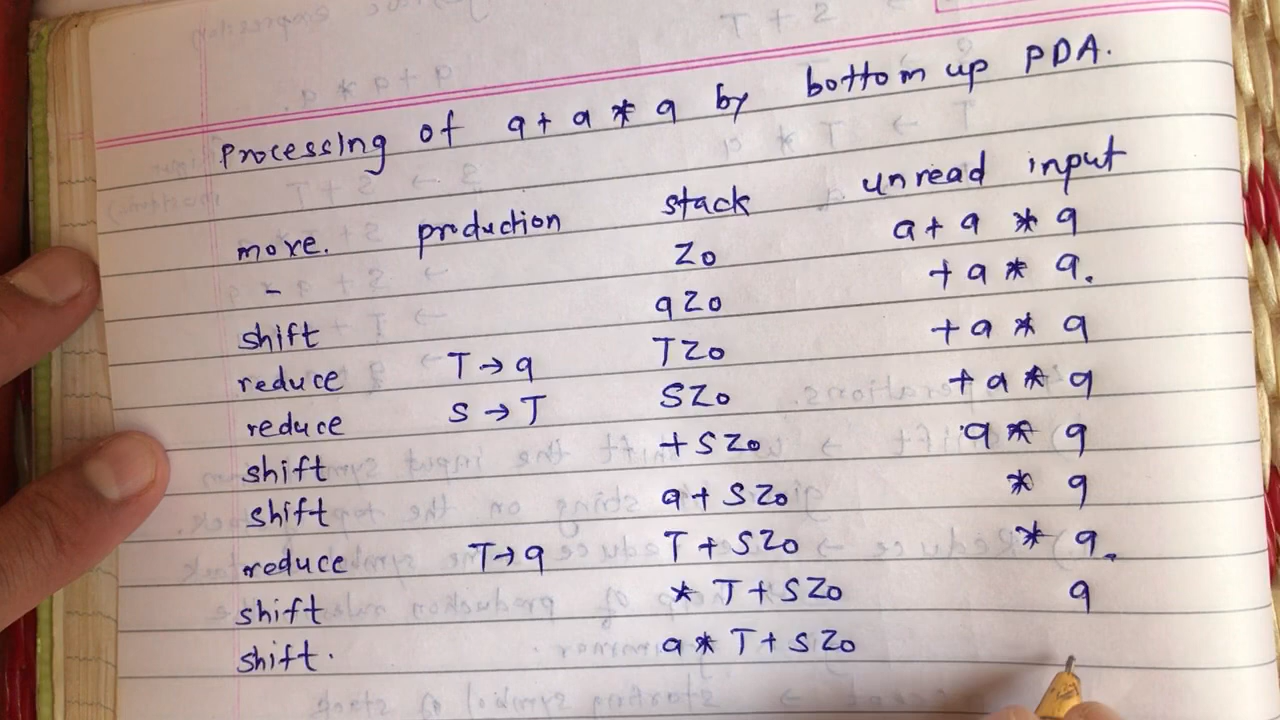 Processing of a + a * a by bottom up PDA.
move. production stack unread input
- Z0 a + a * a
shift aZ0 + a * a.
reduce T → a TZ0 + a * a
reduce S → T SZ0 + a * a
shift + SZ0 a * a
shift a + SZ0 * a
reduce T → a T + SZ0 * a.
shift * T + SZ0 a
shift. a * T + SZ0